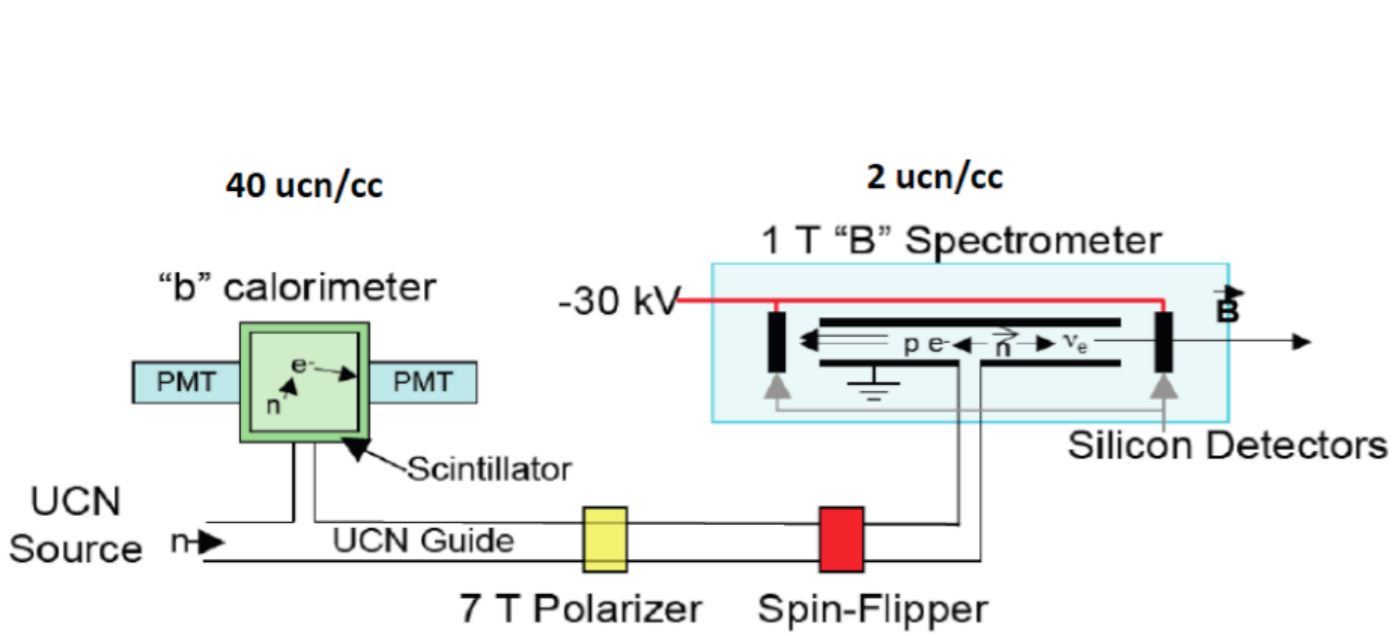 40 ucn/cc
2 ucn/cc
1 T “B” Spectrometer
“b” calorimeter
-30 kV
B
p e- n νe
PMT
e-
n
PMT
Silicon Detectors
Scintillator
UCN
Source
n
UCN Guide
7 T Polarizer
Spin-Flipper